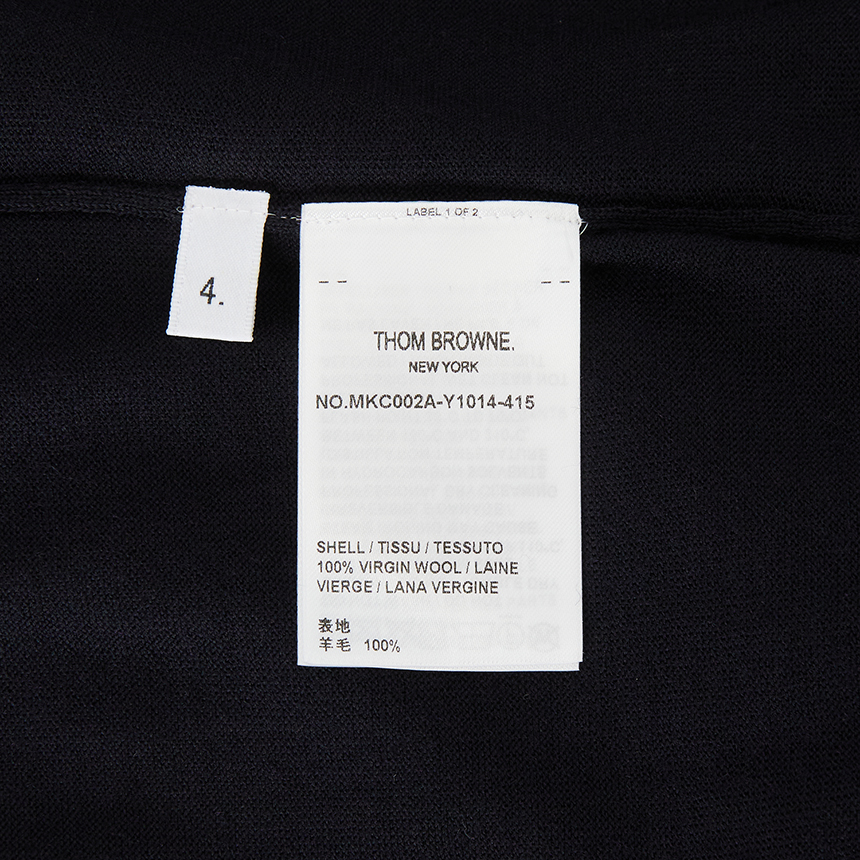 LABEL 1 OF 2
4.
-- --
THOM BROWNE.
NEW YORK
NO.MKC002A-Y1014-415
SHELL / TISSU / TESSUTO
100% VIRGIN WOOL / LAINE
VIERGE / LANA VERGINE
表地
羊毛 100%